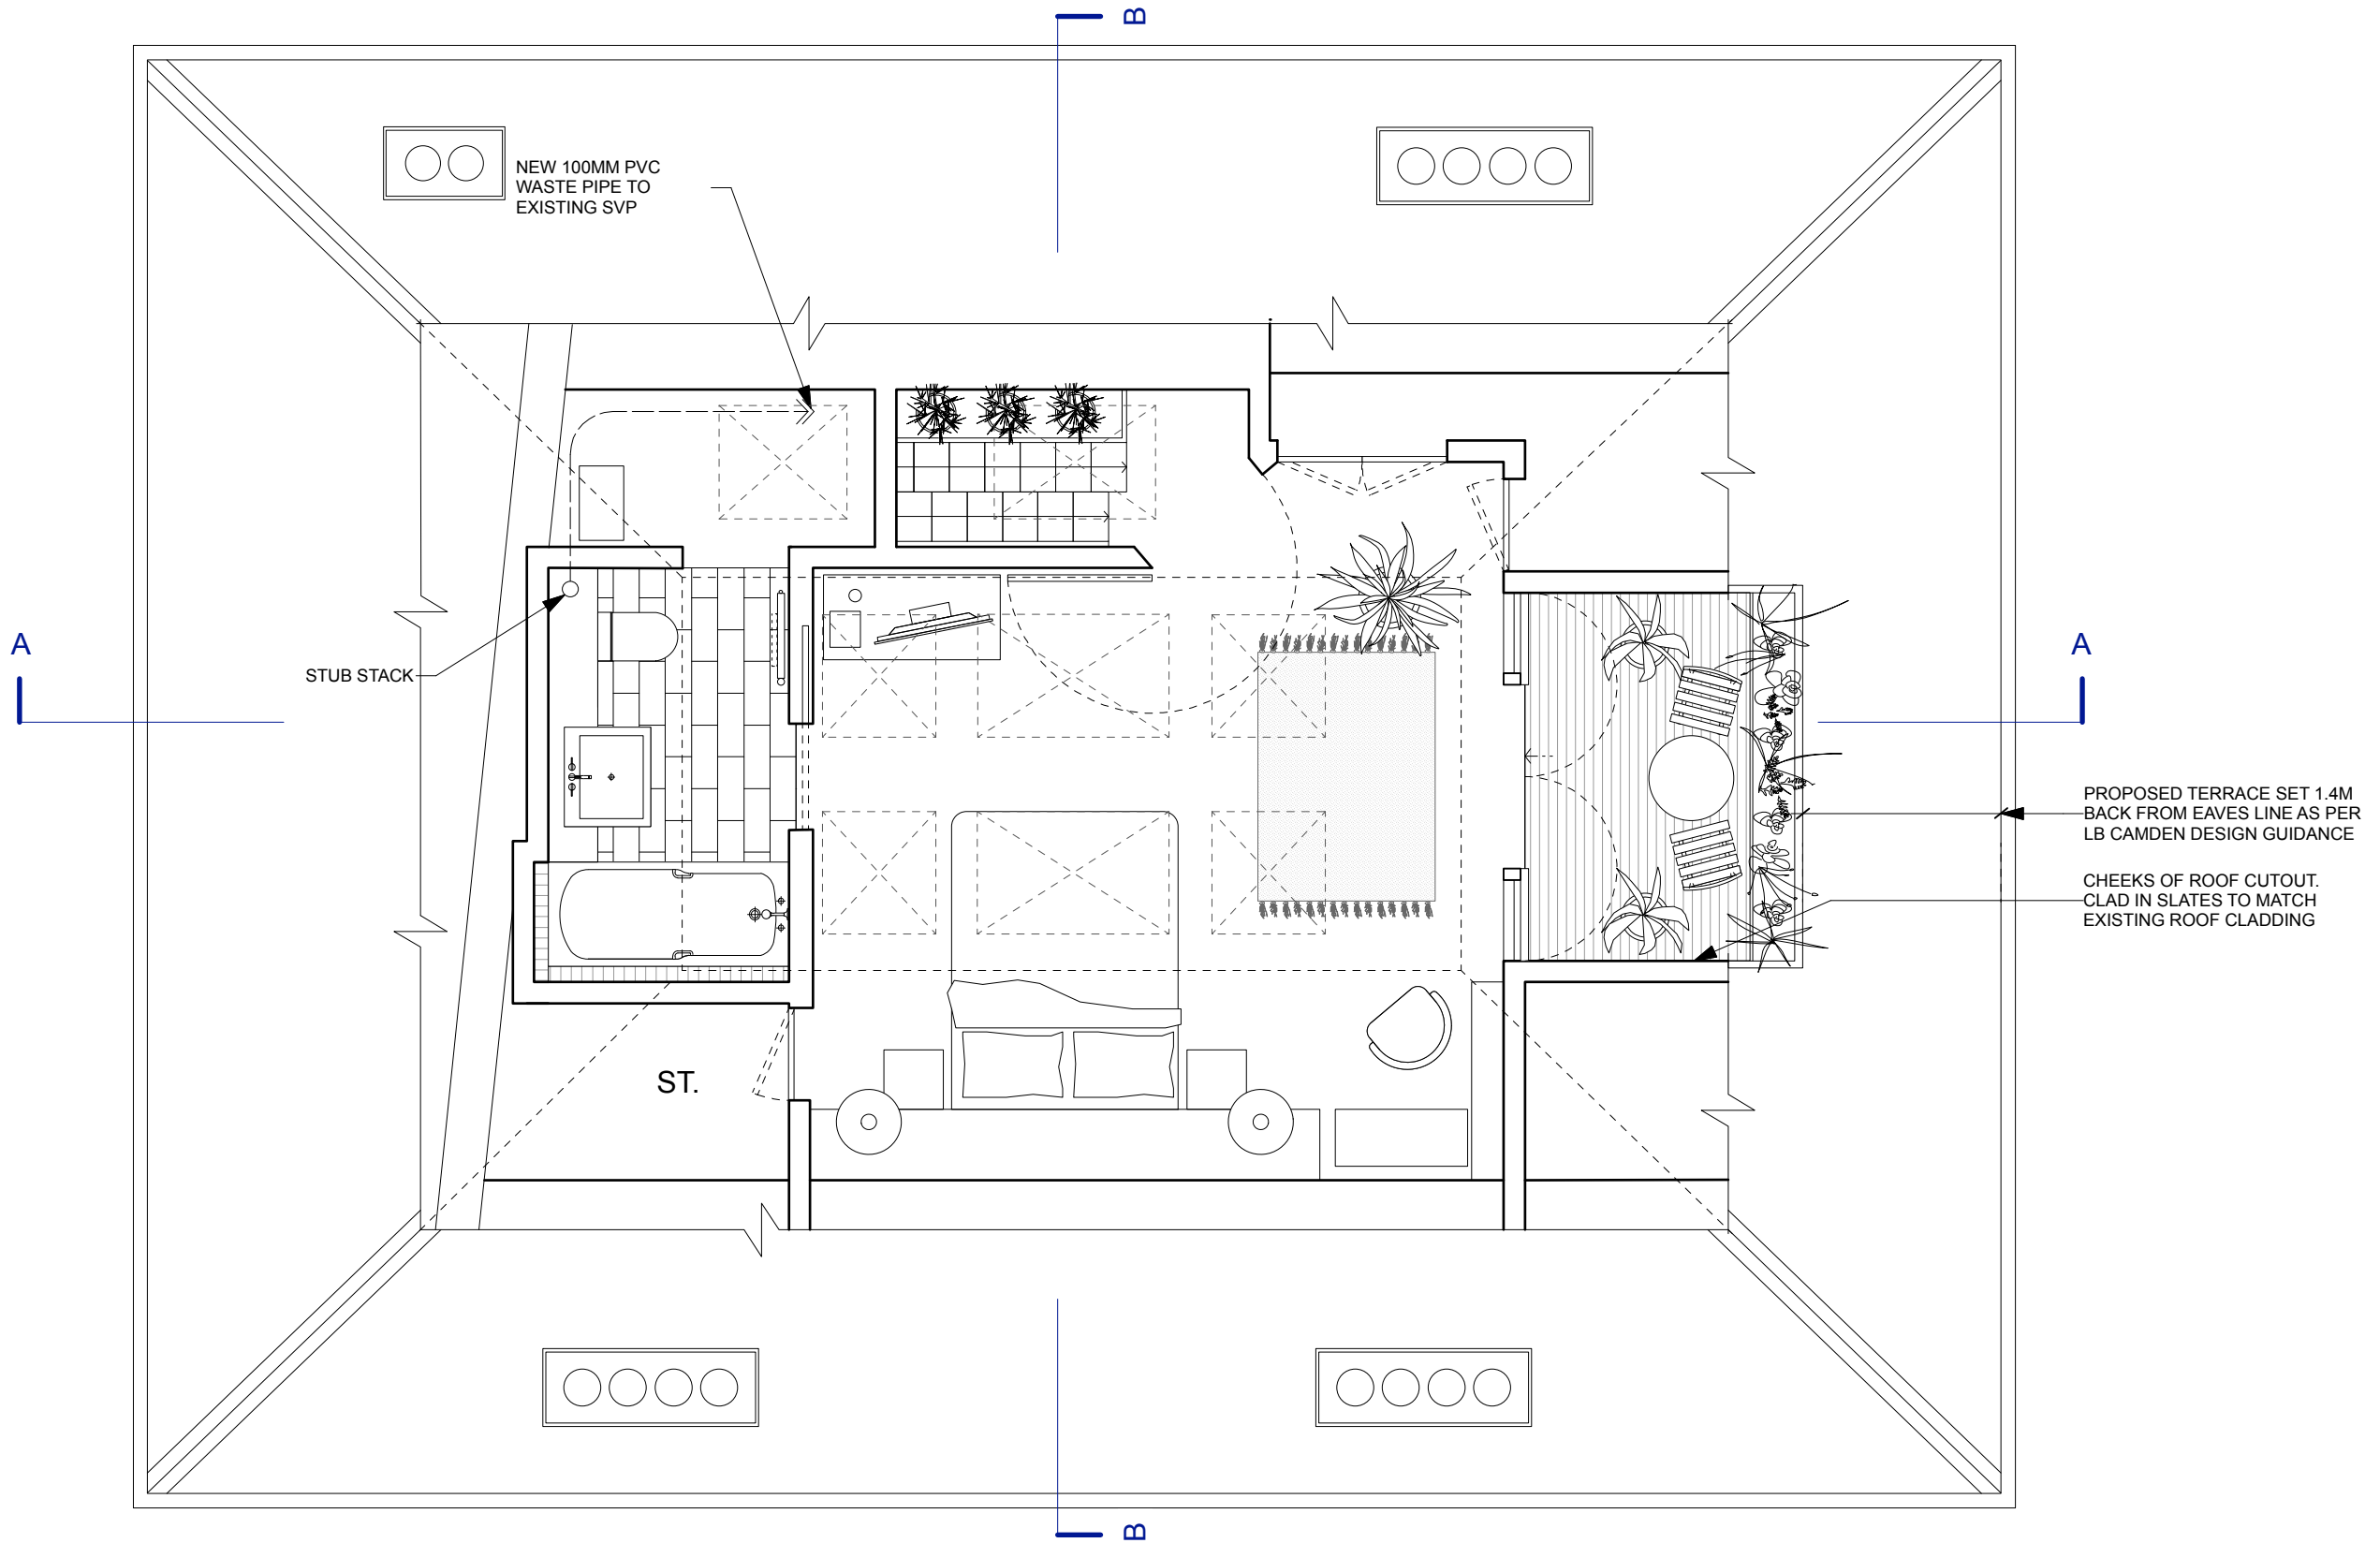 B
NEW 100MM PVC
WASTE PIPE TO
EXISTING SVP
A
A
STUB STACK
PROPOSED TERRACE SET 1.4M
BACK FROM EAVES LINE AS PER
LB CAMDEN DESIGN GUIDANCE
CHEEKS OF ROOF CUTOUT.
CLAD IN SLATES TO MATCH
EXISTING ROOF CLADDING
ST.
B